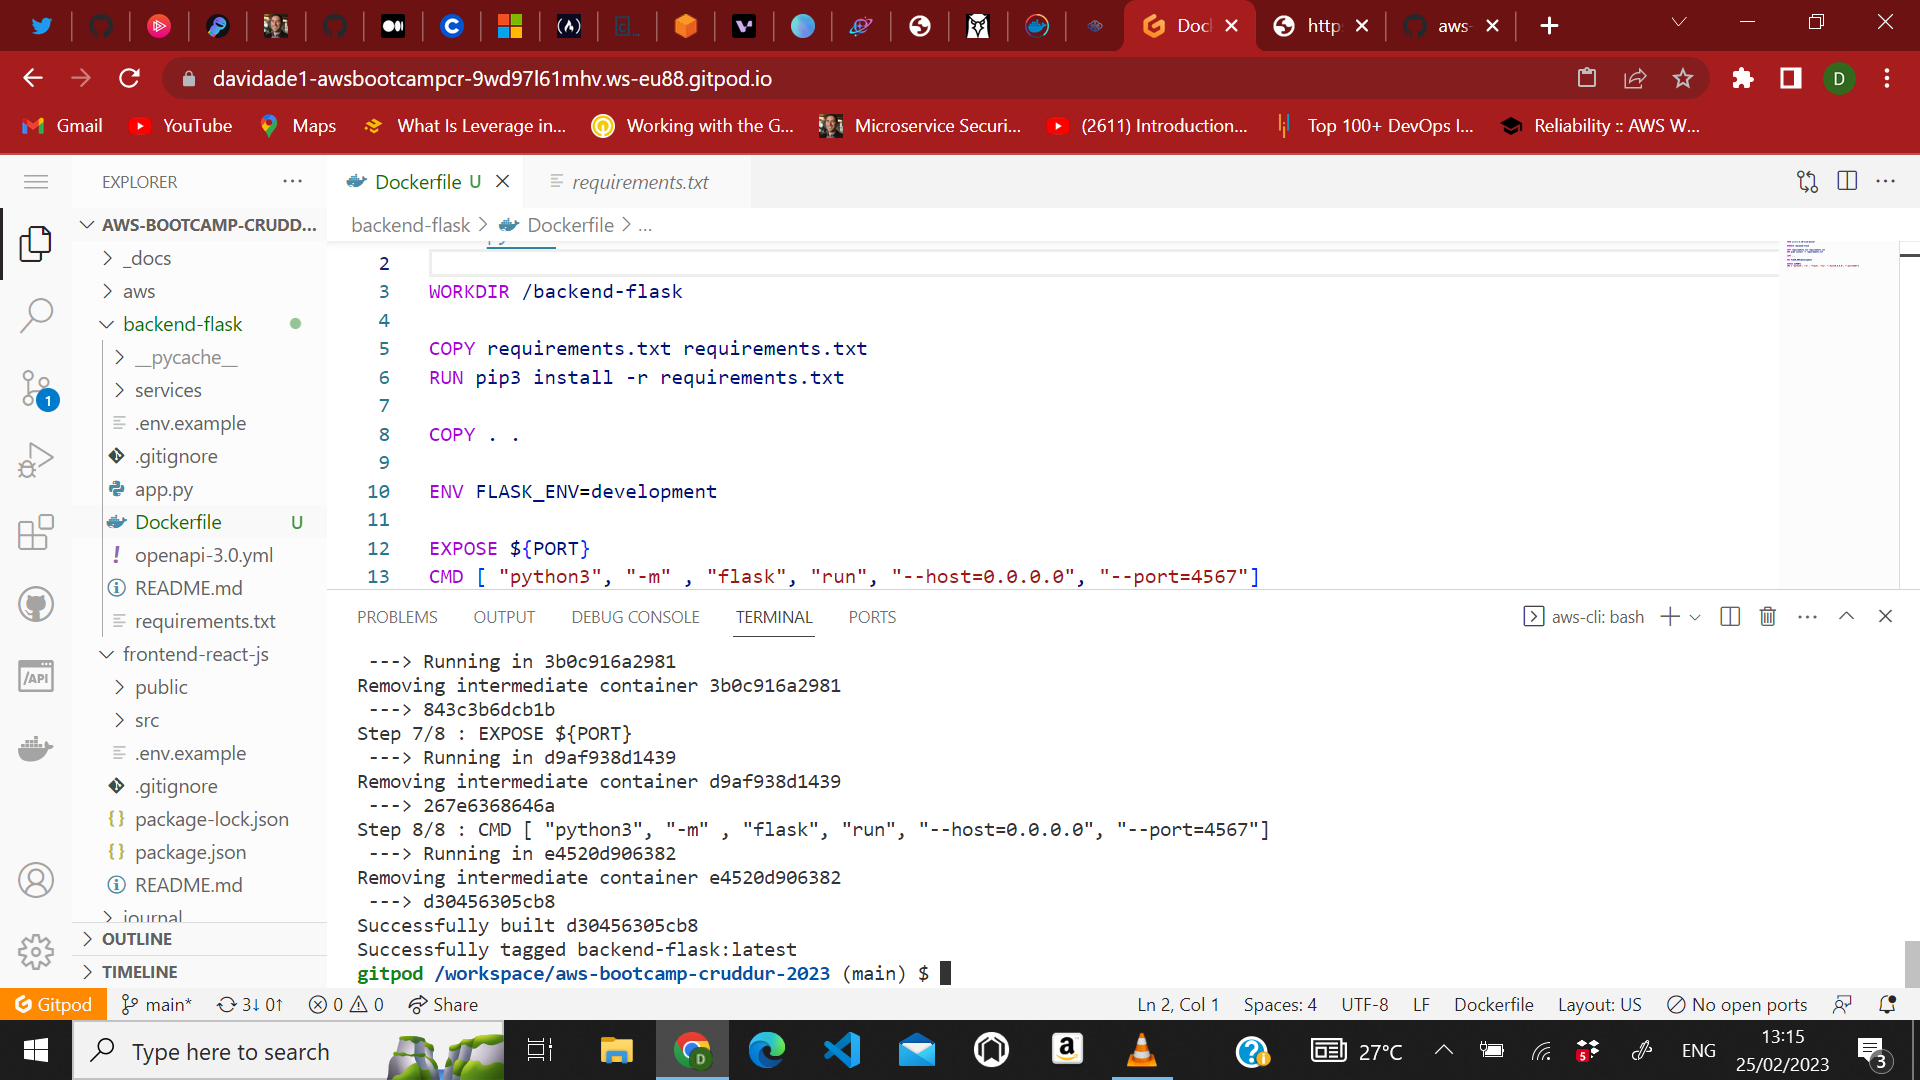 Doc
http
aws-
davidade1-awsbootcampcr-9wd97l61mhv.ws-eu88.gitpod.io
D
Gmail
YouTube
Maps
What Is Leverage in...
Working with the G...
Microservice Securi...
(2611) Introduction...
Top 100+ DevOps I...
Reliability :: AWS W...
EXPLORER
AWS-BOOTCAMP-CRUDD...
_docs
aws
backend-flask
__pycache__
services
.env.example
.gitignore
app.py
Dockerfile U
openapi-3.0.yml
README.md
requirements.txt
frontend-react-js
public
src
.env.example
.gitignore
package-lock.json
package.json
README.md
journal
OUTLINE
TIMELINE
1
/API
Dockerfile U
requirements.txt
backend-flask > Dockerfile > ...
2
3 WORKDIR /backend-flask
4
5 COPY requirements.txt requirements.txt
6 RUN pip3 install -r requirements.txt
7
8 COPY . .
9
10 ENV FLASK_ENV=development
11
12 EXPOSE ${PORT}
13 CMD [ "python3", "-m" , "flask", "run", "--host=0.0.0.0", "--port=4567"]
PROBLEMS OUTPUT DEBUG CONSOLE TERMINAL PORTS
aws-cli: bash
---> Running in 3b0c916a2981
Removing intermediate container 3b0c916a2981
---> 843c3b6dcb1b
Step 7/8 : EXPOSE ${PORT}
---> Running in d9af938d1439
Removing intermediate container d9af938d1439
---> 267e6368646a
Step 8/8 : CMD [ "python3", "-m" , "flask", "run", "--host=0.0.0.0", "--port=4567"]
---> Running in e4520d906382
Removing intermediate container e4520d906382
---> d30456305cb8
Successfully built d30456305cb8
Successfully tagged backend-flask:latest
gitpod /workspace/aws-bootcamp-cruddur-2023 (main) $
Gitpod
main*
3↓ 0↑
0
0
Share
Ln 2, Col 1
Spaces: 4
UTF-8
LF
Dockerfile
Layout: US
No open ports
Type here to search
27°C
5
ENG
13:15
25/02/2023
3